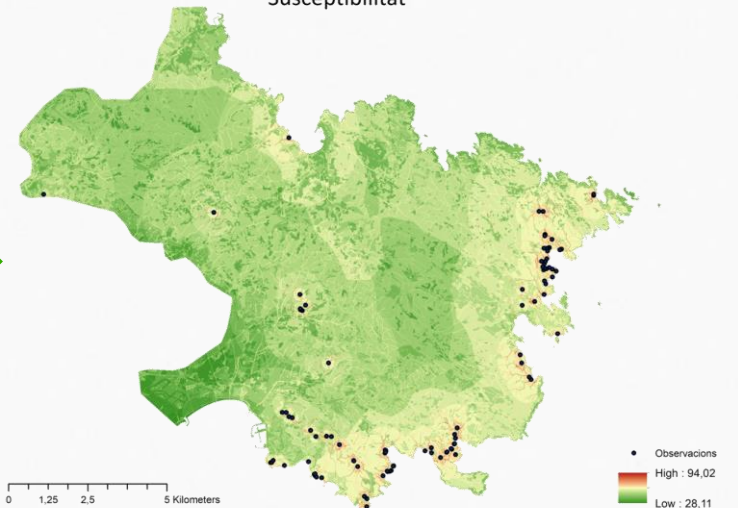 Susceptibilitat
Observacions
High : 94,02
Low : 28,11
0 1,25 2,5 5 Kilometers